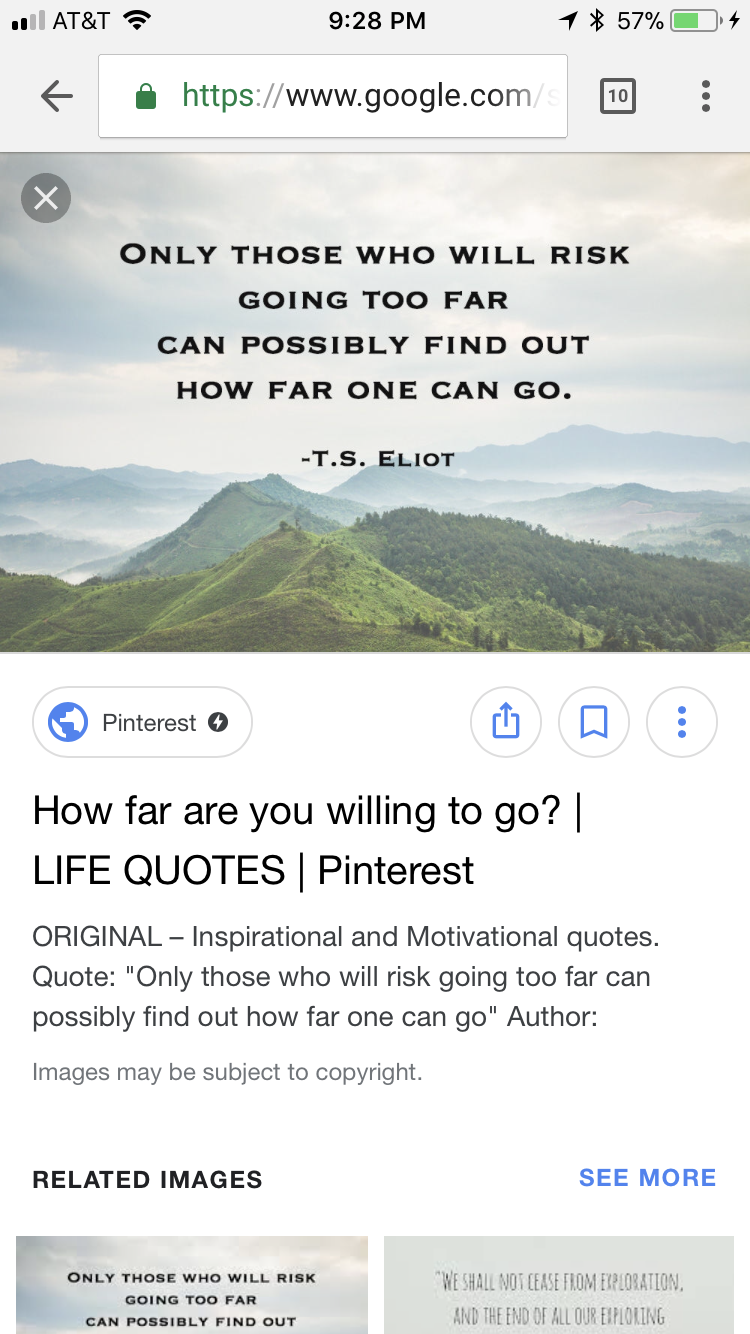 AT&T 9:28 PM 57%
https://www.google.com/s
10
ONLY THOSE WHO WILL RISK
GOING TOO FAR
CAN POSSIBLY FIND OUT
HOW FAR ONE CAN GO.
-T.S. ELIOT
Pinterest
How far are you willing to go? |
LIFE QUOTES | Pinterest
ORIGINAL – Inspirational and Motivational quotes.
Quote: "Only those who will risk going too far can
possibly find out how far one can go" Author:
Images may be subject to copyright.
RELATED IMAGES SEE MORE
ONLY THOSE WHO WILL RISK
GOING TOO FAR
CAN POSSIBLY FIND OUT
"WE SHALL NOT CEASE FROM EXPLORATION,
AND THE END OF ALL OUR EXPLORING